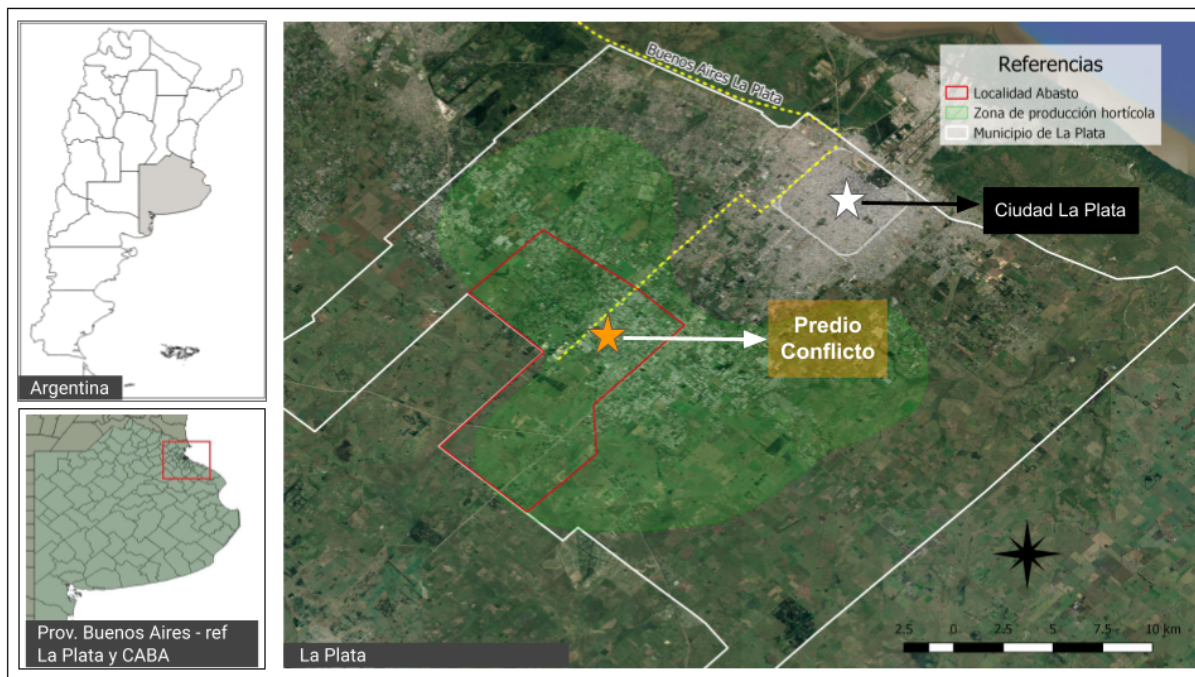 Argentina
Prov. Buenos Aires - ref
La Plata y CABA
Buenos Aires La Plata
Referencias
Localidad Abasto
Zona de producción hortícola
Municipio de La Plata
Ciudad La Plata
Predio
Conflicto
2.5 0 2.5 5 7.5 10 km
La Plata